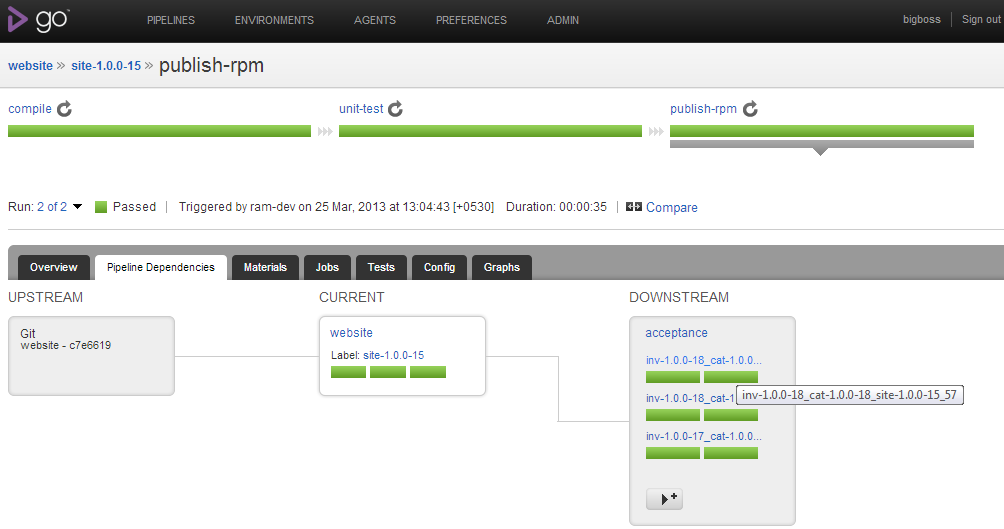 go
PIPELINES ENVIRONMENTS AGENTS PREFERENCES ADMIN bigboss Sign out
website » site-1.0.0-15 » publish-rpm
compile unit-test publish-rpm
Run: 2 of 2 Passed | Triggered by ram-dev on 25 Mar, 2013 at 13:04:43 [+0530] Duration: 00:00:35 | Compare
Overview Pipeline Dependencies Materials Jobs Tests Config Graphs
UPSTREAM CURRENT DOWNSTREAM
Git
website - c7e6619
website
Label: site-1.0.0-15
acceptance
inv-1.0.0-18_cat-1.0.0...
inv-1.0.0-18_cat-1.0.0-18_site-1.0.0-15_57
inv-1.0.0-18_cat-1
inv-1.0.0-17_cat-1.0.0...